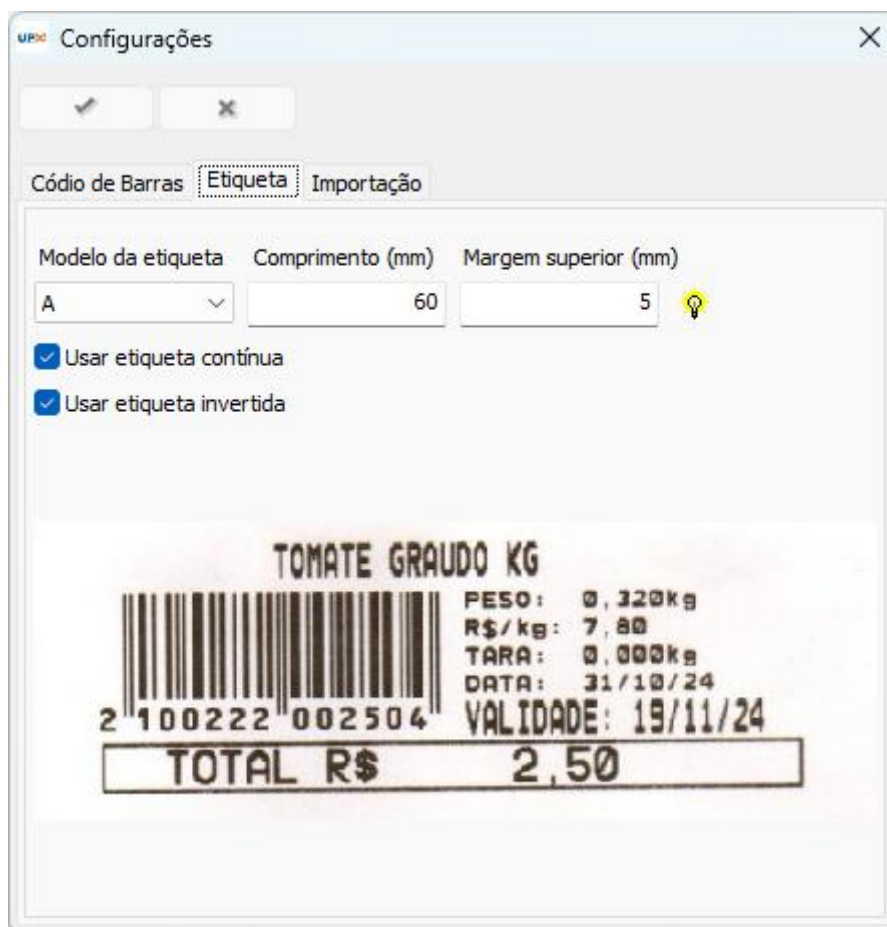 UPX Configurações
Códio de Barras Etiqueta Importação
Modelo da etiqueta Comprimento (mm) Margem superior (mm)
A 60 5
Usar etiqueta contínua
Usar etiqueta invertida
TOMATE GRAUDO KG
PESO: 0,320kg
R$/kg: 7,80
TARA: 0,000kg
DATA: 31/10/24
2 100222 002504 VALIDADE: 19/11/24
TOTAL R$ 2,50